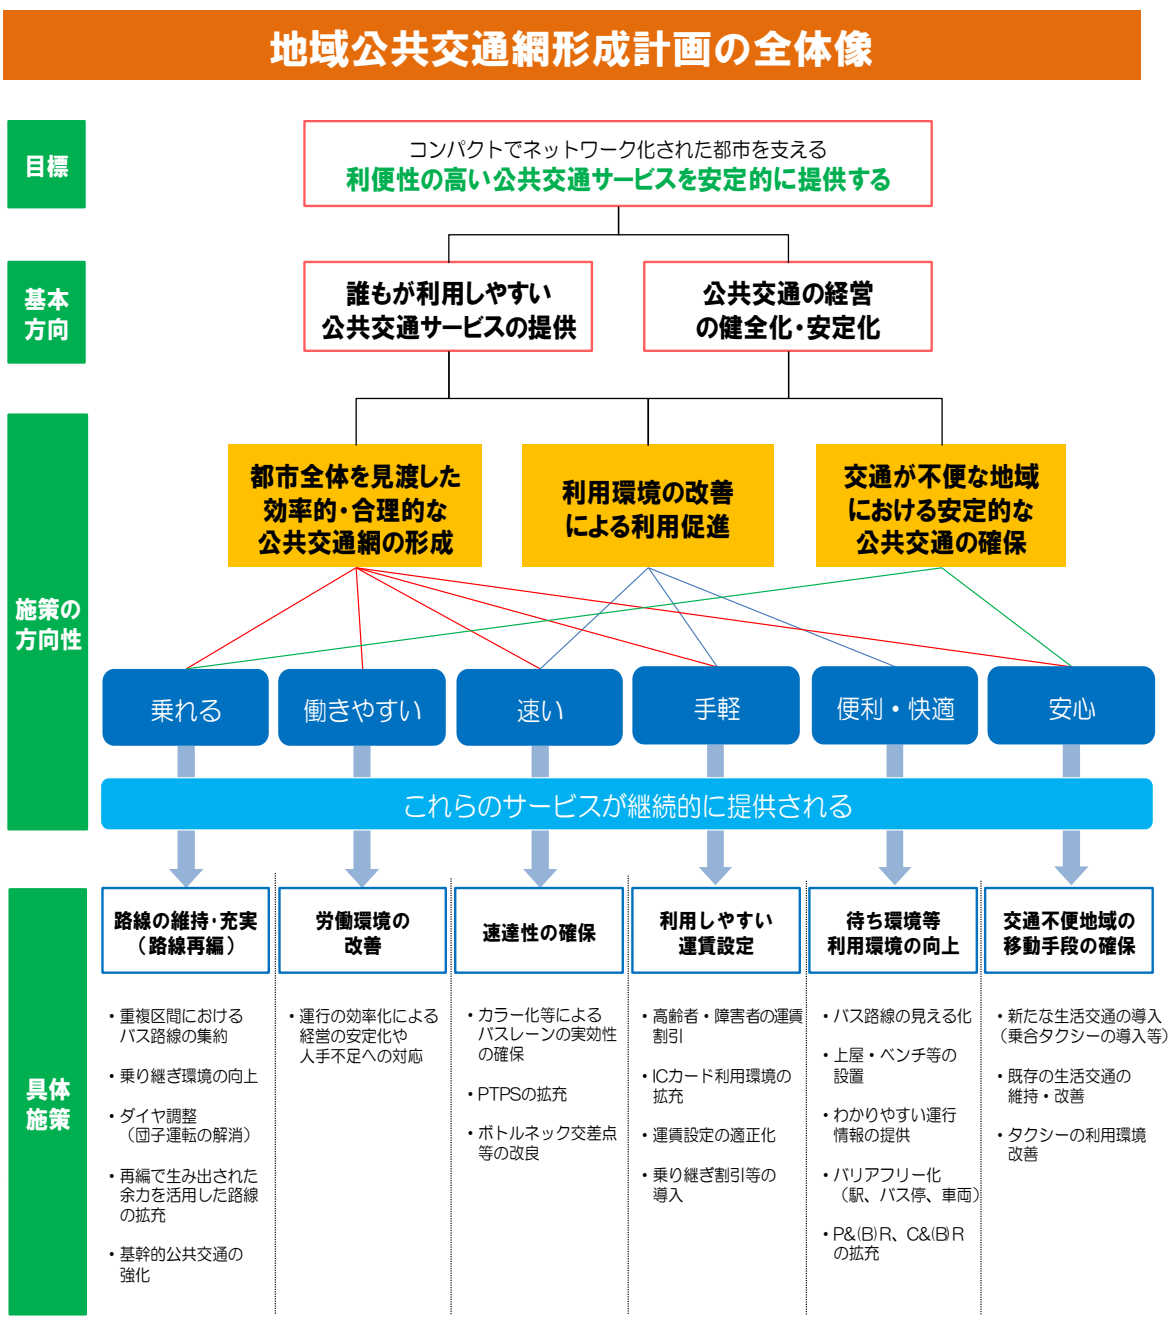 地域公共交通網形成計画の全体像
目標
コンパクトでネットワーク化された都市を支える
利便性の高い公共交通サービスを安定的に提供する
基本
方向
誰もが利用しやすい
公共交通サービスの提供
公共交通の経営
の健全化・安定化
施策の
方向性
都市全体を見渡した
効率的・合理的な
公共交通網の形成
利用環境の改善
による利用促進
交通が不便な地域
における安定的な
公共交通の確保
乗れる
働きやすい
速い
手軽
便利・快適
安心
これらのサービスが継続的に提供される
具体
施策
路線の維持・充実
（路線再編）
・重複区間における
バス路線の集約
・乗り継ぎ環境の向上
・ダイヤ調整
（団子運転の解消）
・再編で生み出された
余力を活用した路線
の拡充
・基幹的公共交通の
強化
労働環境の
改善
・運行の効率化による
経営の安定化や
人手不足への対応
速達性の確保
・カラー化等による
バスレーンの実効性
の確保
・PTPSの拡充
・ボトルネック交差点
等の改良
利用しやすい
運賃設定
・高齢者・障害者の運賃
割引
・ICカード利用環境の
拡充
・運賃設定の適正化
・乗り継ぎ割引等の
導入
待ち環境等
利用環境の向上
・バス路線の見える化
・上屋・ベンチ等の
設置
・わかりやすい運行
情報の提供
・バリアフリー化
（駅、バス停、車両）
・P&(B)R、C&(B)R
の拡充
交通不便地域の
移動手段の確保
・新たな生活交通の導入
（乗合タクシーの導入等）
・既存の生活交通の
維持・改善
・タクシーの利用環境
改善